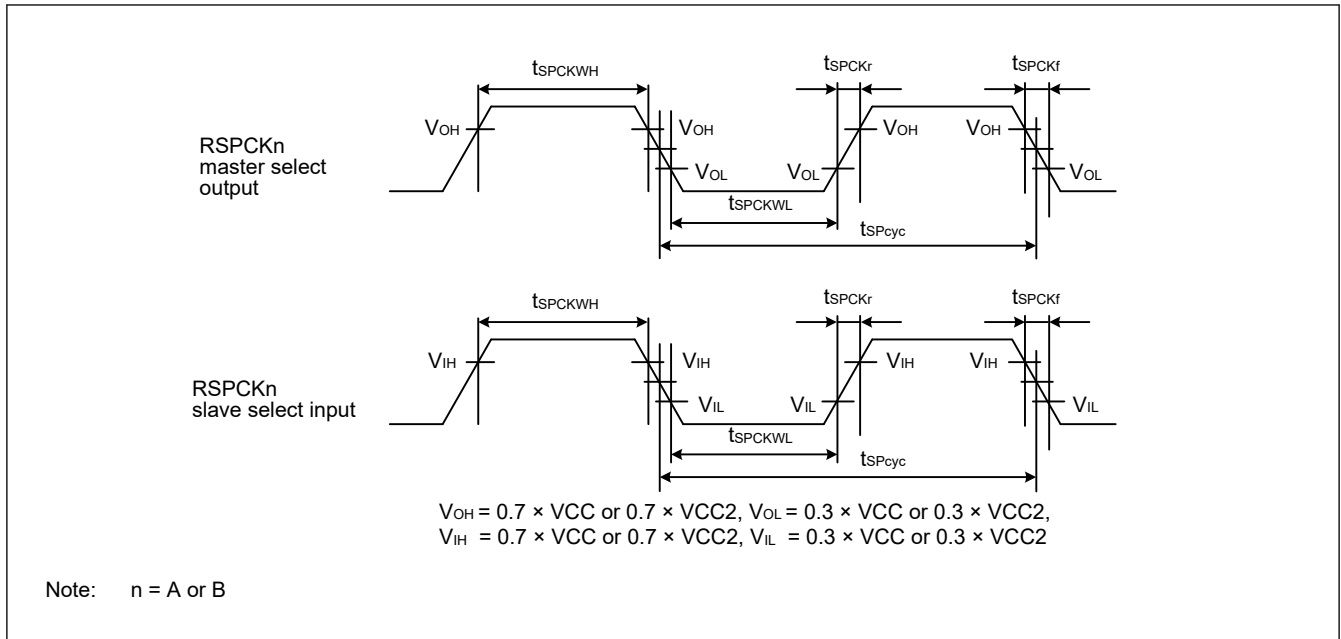 tSPCKWH
tSPCKr
tSPCKf
VOH
VOH
VOH
VOH
RSPCKn
master select
output
VOL
VOL
VOL
tSPCKWL
tSPcyc
tSPCKWH
tSPCKr
tSPCKf
VIH
VIH
VIH
VIH
RSPCKn
slave select input
VIL
VIL
VIL
tSPCKWL
tSPcyc
VOH = 0.7 × VCC or 0.7 × VCC2, VOL = 0.3 × VCC or 0.3 × VCC2,
VIH = 0.7 × VCC or 0.7 × VCC2, VIL = 0.3 × VCC or 0.3 × VCC2
Note: n = A or B